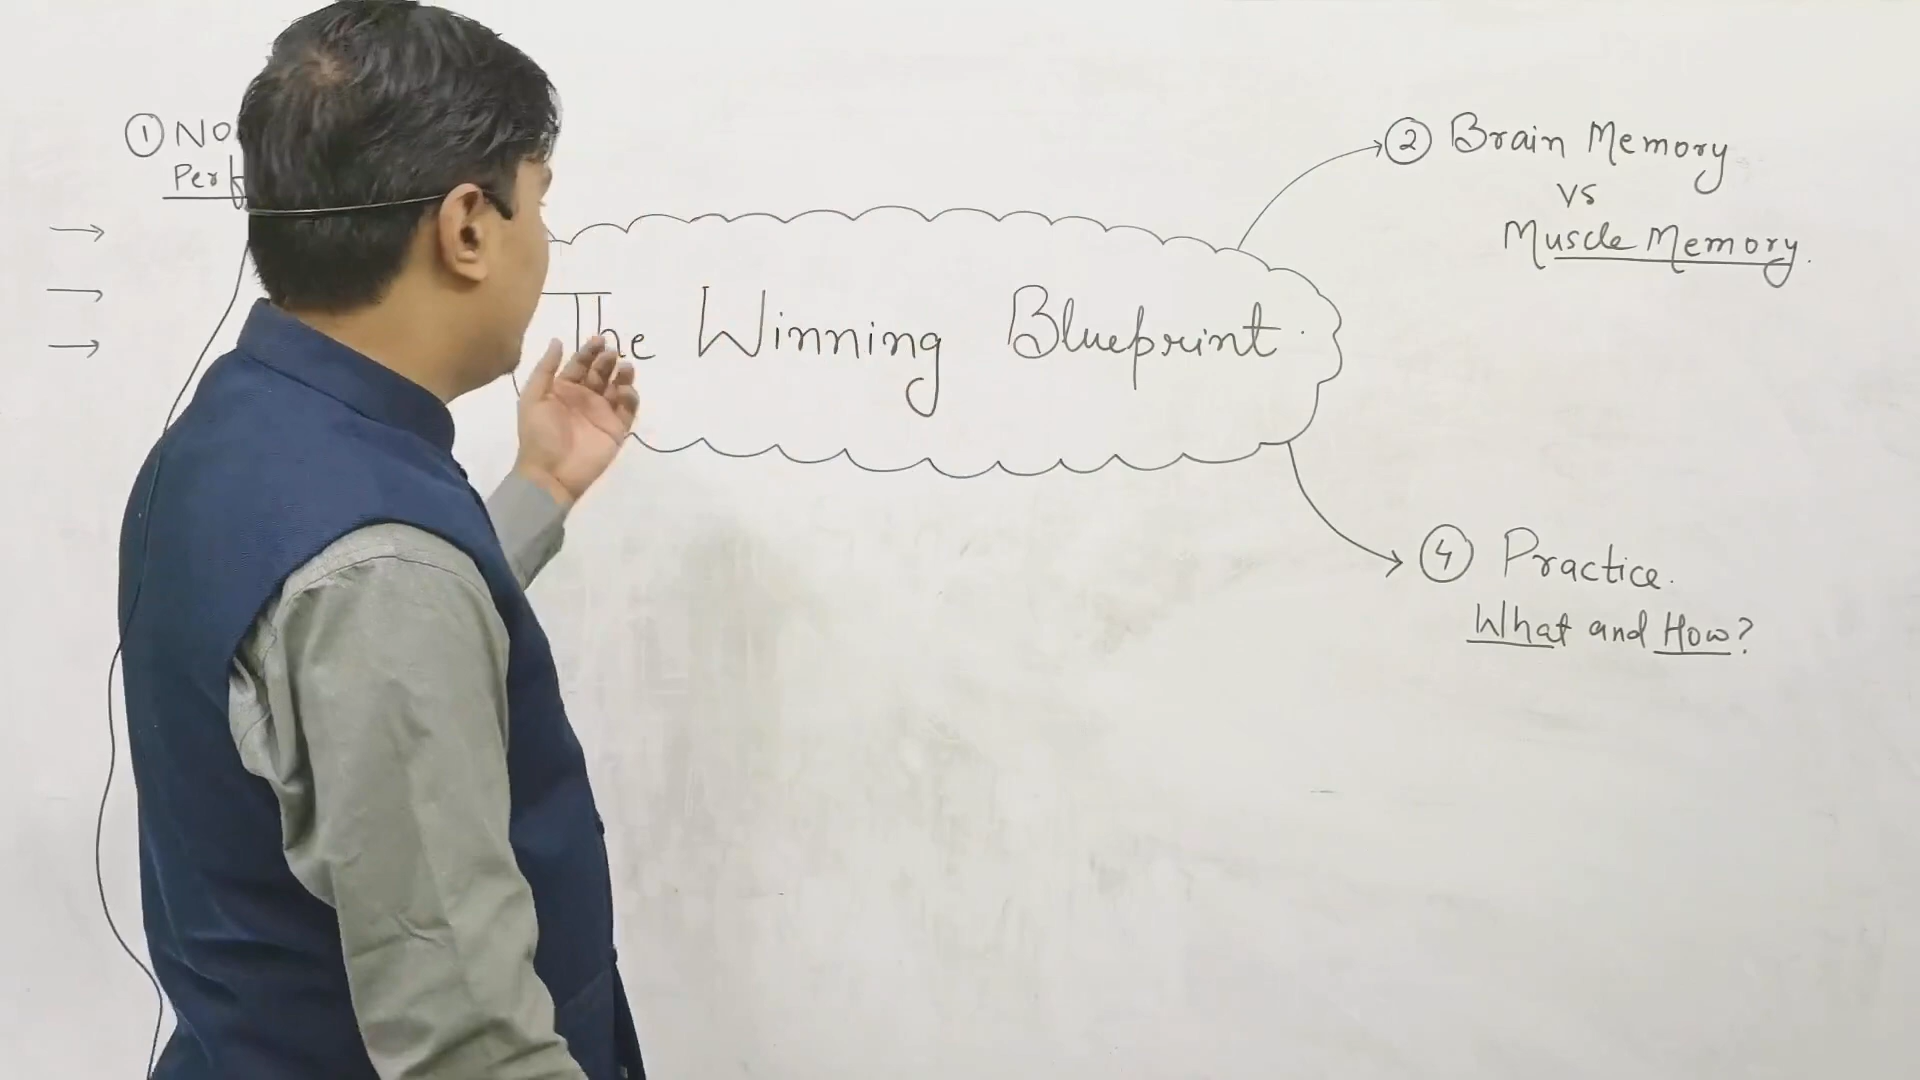 ① NO
Perf
The Winning Blueprint.
② Brain Memory
vs
Muscle Memory.
④ Practice.
What and How?